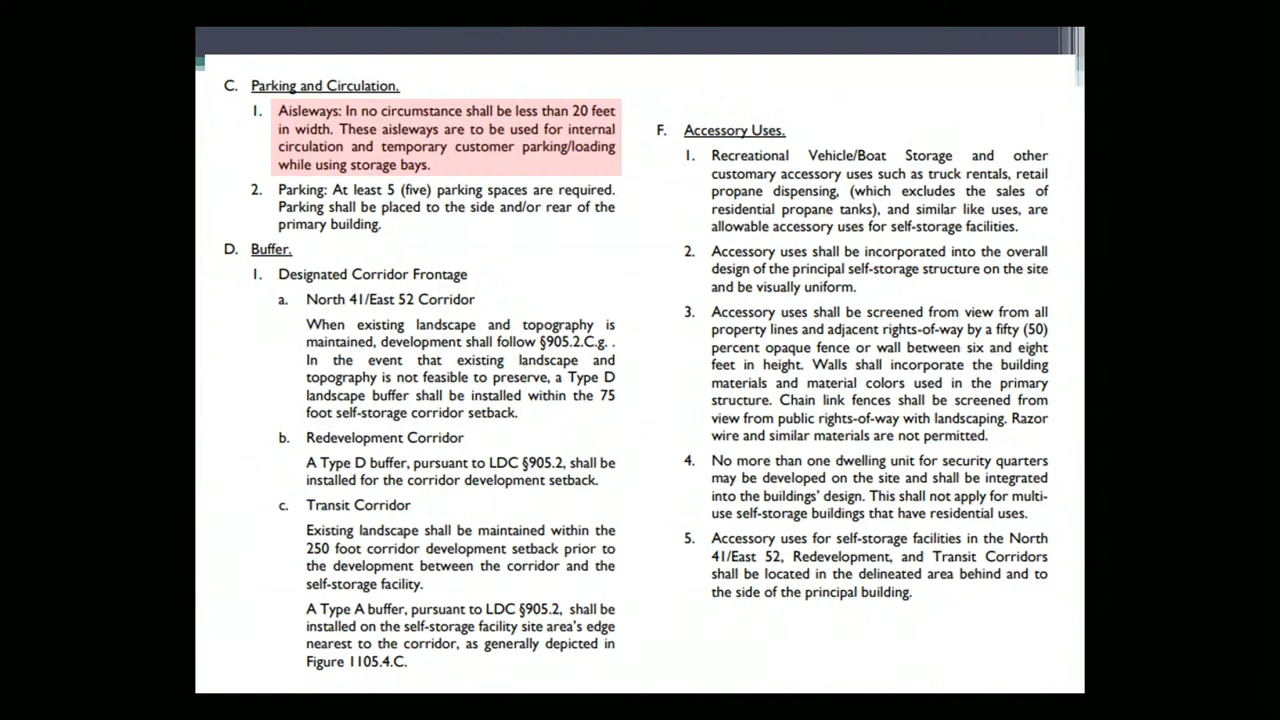 C. Parking and Circulation.
1. Aisleways: In no circumstance shall be less than 20 feet
in width. These aisleways are to be used for internal
circulation and temporary customer parking/loading
while using storage bays.
2. Parking: At least 5 (five) parking spaces are required.
Parking shall be placed to the side and/or rear of the
primary building.
D. Buffer.
1. Designated Corridor Frontage
a. North 41/East 52 Corridor
When existing landscape and topography is
maintained, development shall follow §905.2.C.g. .
In the event that existing landscape and
topography is not feasible to preserve, a Type D
landscape buffer shall be installed within the 75
foot self-storage corridor setback.
b. Redevelopment Corridor
A Type D buffer, pursuant to LDC §905.2, shall be
installed for the corridor development setback.
c. Transit Corridor
Existing landscape shall be maintained within the
250 foot corridor development setback prior to
the development between the corridor and the
self-storage facility.
A Type A buffer, pursuant to LDC §905.2, shall be
installed on the self-storage facility site area's edge
nearest to the corridor, as generally depicted in
Figure 1105.4.C.
F. Accessory Uses.
1. Recreational Vehicle/Boat Storage and other
customary accessory uses such as truck rentals, retail
propane dispensing, (which excludes the sales of
residential propane tanks), and similar like uses, are
allowable accessory uses for self-storage facilities.
2. Accessory uses shall be incorporated into the overall
design of the principal self-storage structure on the site
and be visually uniform.
3. Accessory uses shall be screened from view from all
property lines and adjacent rights-of-way by a fifty (50)
percent opaque fence or wall between six and eight
feet in height. Walls shall incorporate the building
materials and material colors used in the primary
structure. Chain link fences shall be screened from
view from public rights-of-way with landscaping. Razor
wire and similar materials are not permitted.
4. No more than one dwelling unit for security quarters
may be developed on the site and shall be integrated
into the buildings' design. This shall not apply for multi-
use self-storage buildings that have residential uses.
5. Accessory uses for self-storage facilities in the North
41/East 52, Redevelopment, and Transit Corridors
shall be located in the delineated area behind and to
the side of the principal building.